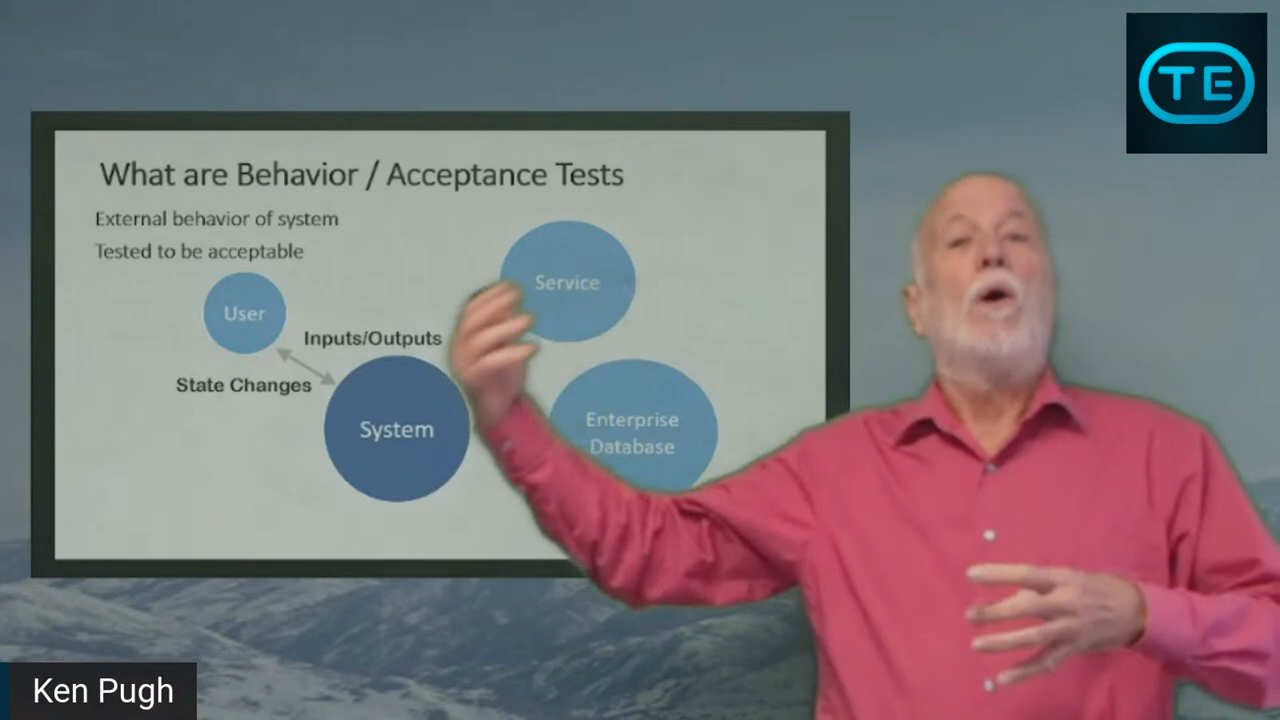 TE
What are Behavior / Acceptance Tests
External behavior of system
Tested to be acceptable
Service
User
Inputs/Outputs
State Changes
System
Enterprise
Database
Ken Pugh